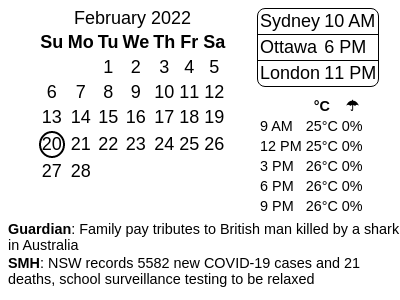 February 2022
Su Mo Tu We Th Fr Sa
1 2 3 4 5
6 7 8 9 10 11 12
13 14 15 16 17 18 19
20 21 22 23 24 25 26
27 28
Sydney 10 AM
Ottawa 6 PM
London 11 PM
°C ☂
9 AM 25°C 0%
12 PM 25°C 0%
3 PM 26°C 0%
6 PM 26°C 0%
9 PM 26°C 0%
Guardian: Family pay tributes to British man killed by a shark
in Australia
SMH: NSW records 5582 new COVID-19 cases and 21
deaths, school surveillance testing to be relaxed